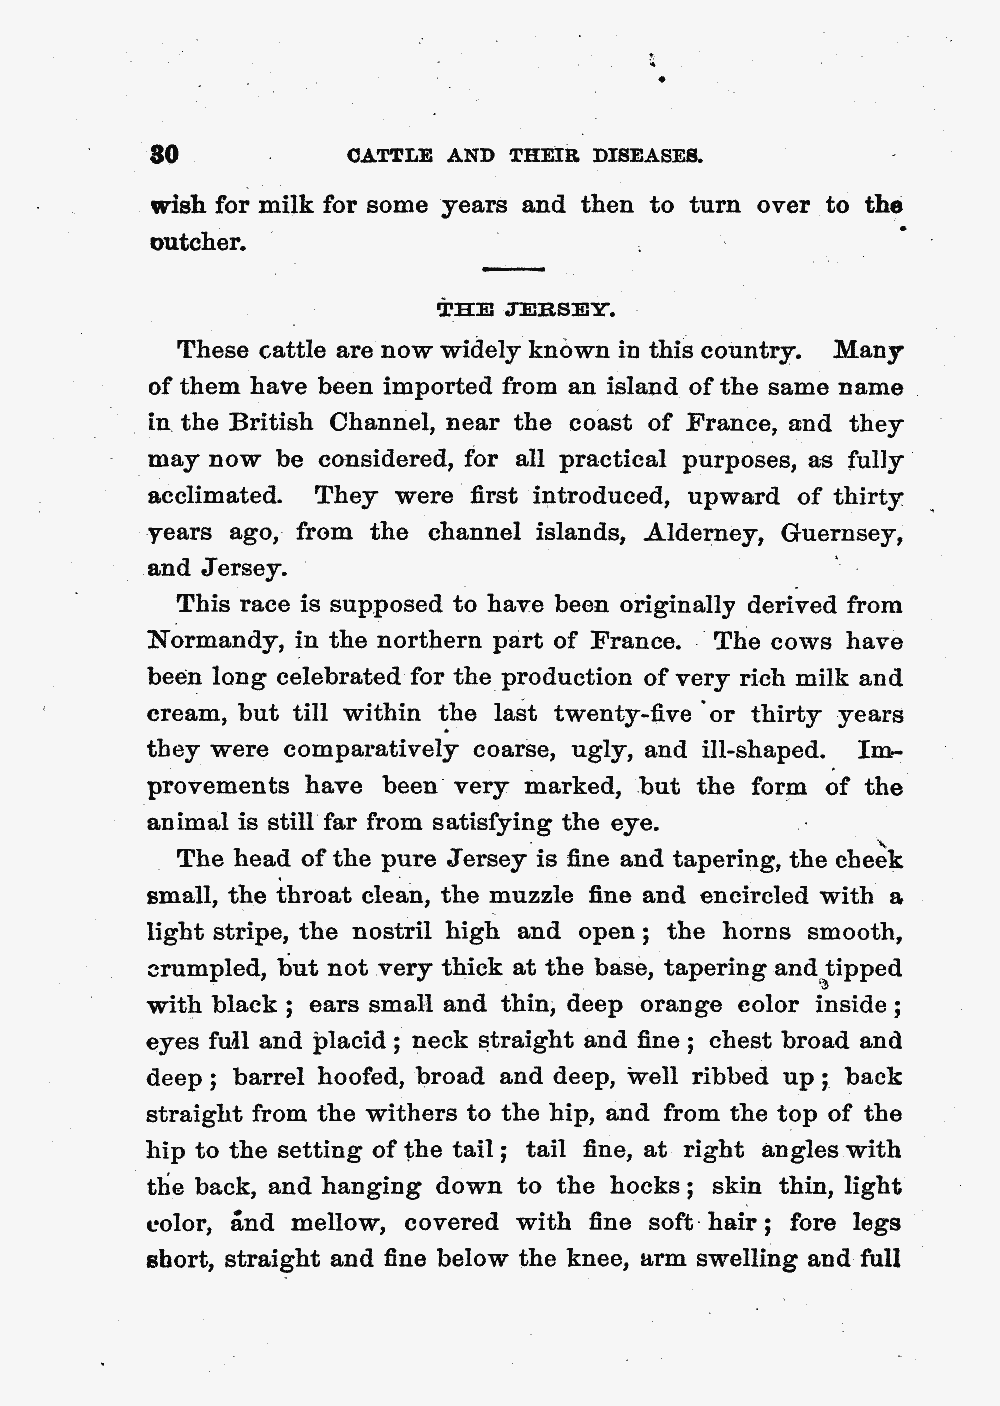 30 CATTLE AND THEIR DISEASES.
wish for milk for some years and then to turn over to the
butcher.
THE JERSEY.
These cattle are now widely known in this country. Many
of them have been imported from an island of the same name
in the British Channel, near the coast of France, and they
may now be considered, for all practical purposes, as fully
acclimated. They were first introduced, upward of thirty
years ago, from the channel islands, Alderney, Guernsey,
and Jersey.
This race is supposed to have been originally derived from
Normandy, in the northern part of France. The cows have
been long celebrated for the production of very rich milk and
cream, but till within the last twenty-five or thirty years
they were comparatively coarse, ugly, and ill-shaped. Im-
provements have been very marked, but the form of the
animal is still far from satisfying the eye.
The head of the pure Jersey is fine and tapering, the cheek
small, the throat clean, the muzzle fine and encircled with a
light stripe, the nostril high and open; the horns smooth,
crumpled, but not very thick at the base, tapering and tipped
with black; ears small and thin, deep orange color inside;
eyes full and placid; neck straight and fine; chest broad and
deep; barrel hoofed, broad and deep, well ribbed up; back
straight from the withers to the hip, and from the top of the
hip to the setting of the tail; tail fine, at right angles with
the back, and hanging down to the hocks; skin thin, light
color, and mellow, covered with fine soft hair; fore legs
short, straight and fine below the knee, arm swelling and full